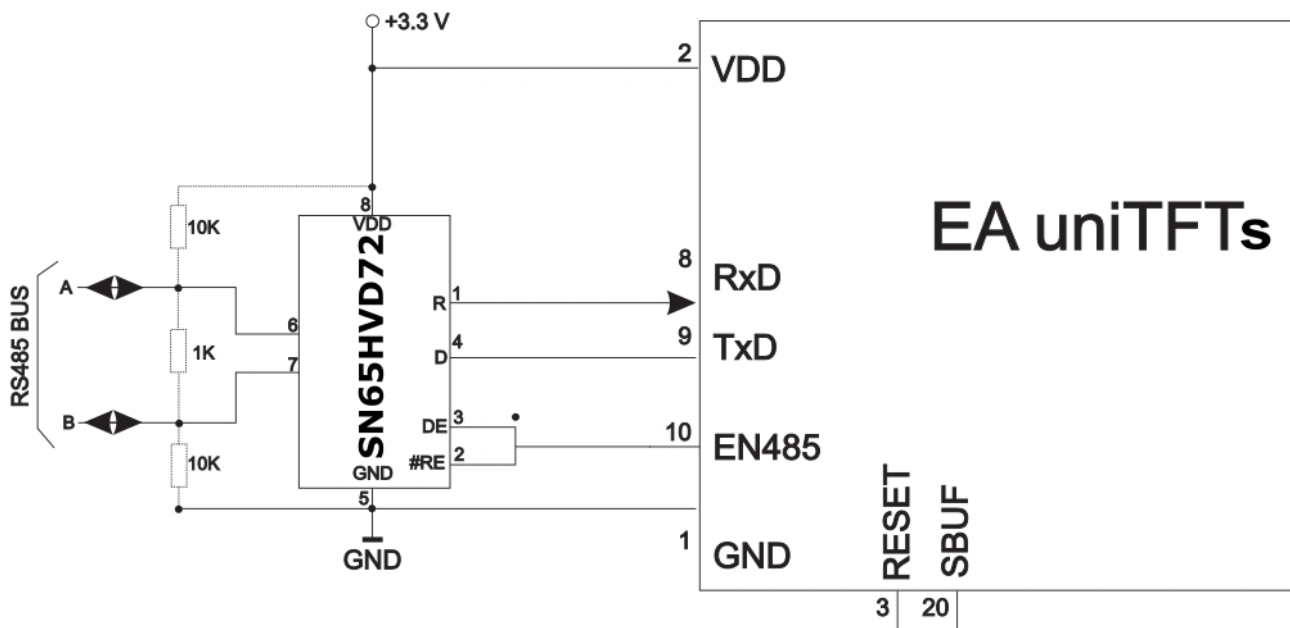 +3.3 V
2
VDD
8
VDD
10K
EA uniTFTs
8
RxD
A
R
1
6
SN65HVD72
RS485 BUS
1K
9
TxD
7
D
4
B
DE
3
10
EN485
10K
#RE
2
GND
5
1
GND
GND
RESET
SBUF
3
20